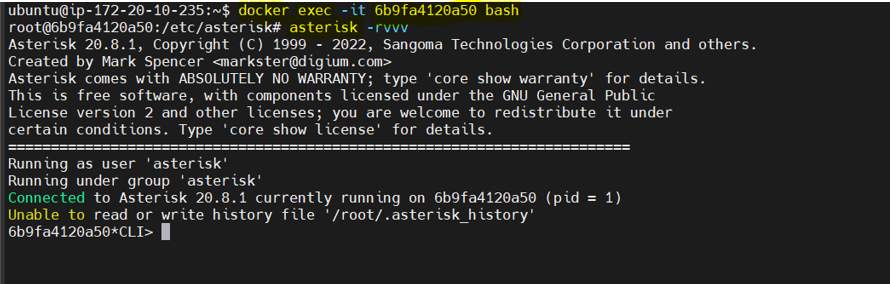 ubuntu@ip-172-20-10-235:~$ docker exec -it 6b9fa4120a50 bash
root@6b9fa4120a50:/etc/asterisk# asterisk -rvvv
Asterisk 20.8.1, Copyright (C) 1999 - 2022, Sangoma Technologies Corporation and others.
Created by Mark Spencer <markster@digium.com>
Asterisk comes with ABSOLUTELY NO WARRANTY; type 'core show warranty' for details.
This is free software, with components licensed under the GNU General Public
License version 2 and other licenses; you are welcome to redistribute it under
certain conditions. Type 'core show license' for details.
=========================================================================
Running as user 'asterisk'
Running under group 'asterisk'
Connected to Asterisk 20.8.1 currently running on 6b9fa4120a50 (pid = 1)
Unable to read or write history file '/root/.asterisk_history'
6b9fa4120a50*CLI>